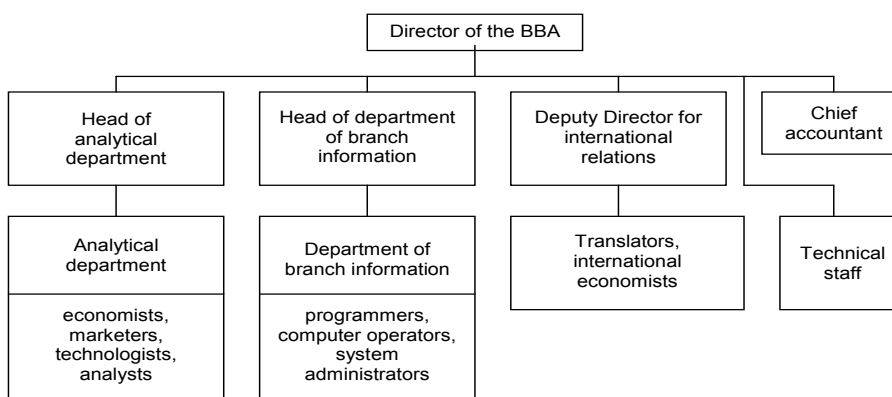 Director of the BBA
Head of
analytical
department
Head of department
of branch
information
Deputy Director for
international
relations
Chief
accountant
Analytical
department
economists,
marketers,
technologists,
analysts
Department of
branch information
programmers,
computer operators,
system
administrators
Translators,
international
economists
Technical
staff